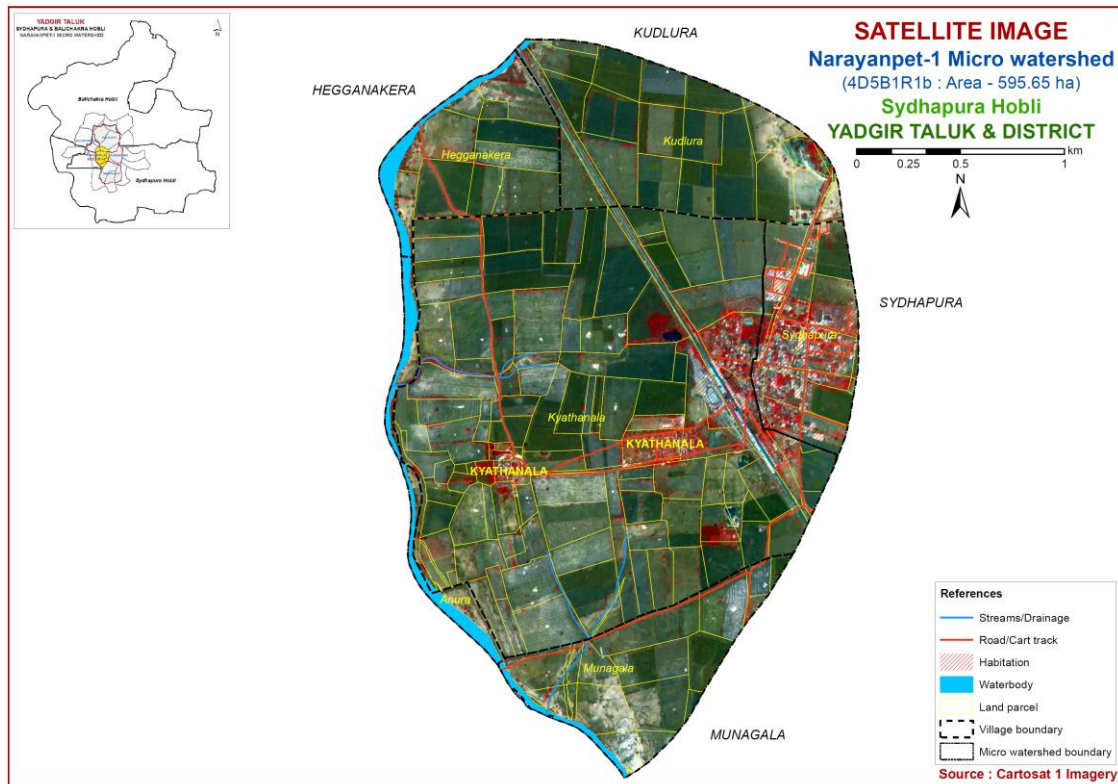 YADGIR TALUK
SYDHAPURA & BALICHAKRA HOBLI
NARAYANPET-1 MICRO WATERSHED
N
Balichakra Hobli
Sydhapura Hobli
KUDLURA
HEGGANAKERA
SATELLITE IMAGE
Narayanpet-1 Micro watershed
(4D5B1R1b : Area - 595.65 ha)
Sydhapura Hobli
YADGIR TALUK & DISTRICT
km
0 0.25 0.5 1
N
Hegganakera
Kudlura
SYDHAPURA
Sydhapura
Kyathanala
KYATHANALA
KYATHANALA
Anura
Munagala
MUNAGALA
References
Streams/Drainage
Road/Cart track
Habitation
Waterbody
Land parcel
Village boundary
Micro watershed boundary
Source : Cartosat 1 Imagery